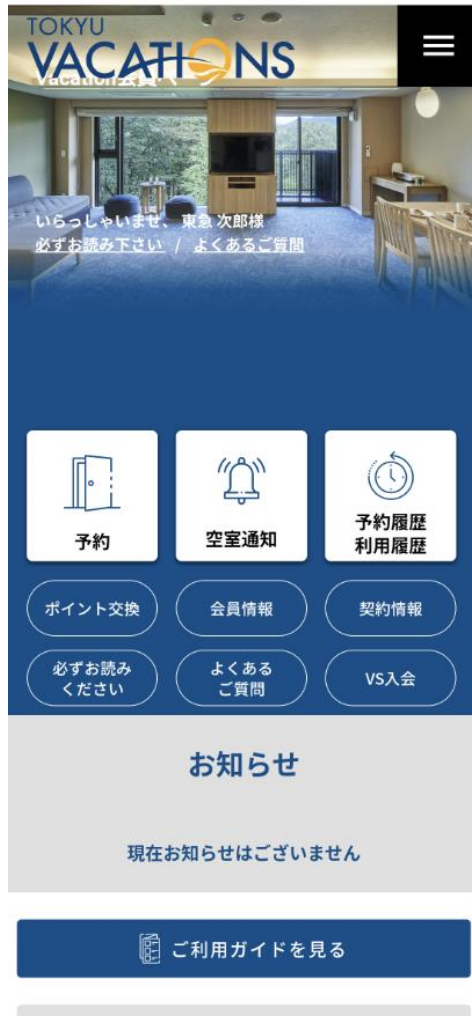 TOKYU
VACATIONS
いらっしゃいませ、東急 次郎様
必ずお読み下さい / よくあるご質問
予約
空室通知
予約履歴
利用履歴
ポイント交換
会員情報
契約情報
必ずお読み
ください
よくある
ご質問
VS入会
お知らせ
現在お知らせはございません
ご利用ガイドを見る